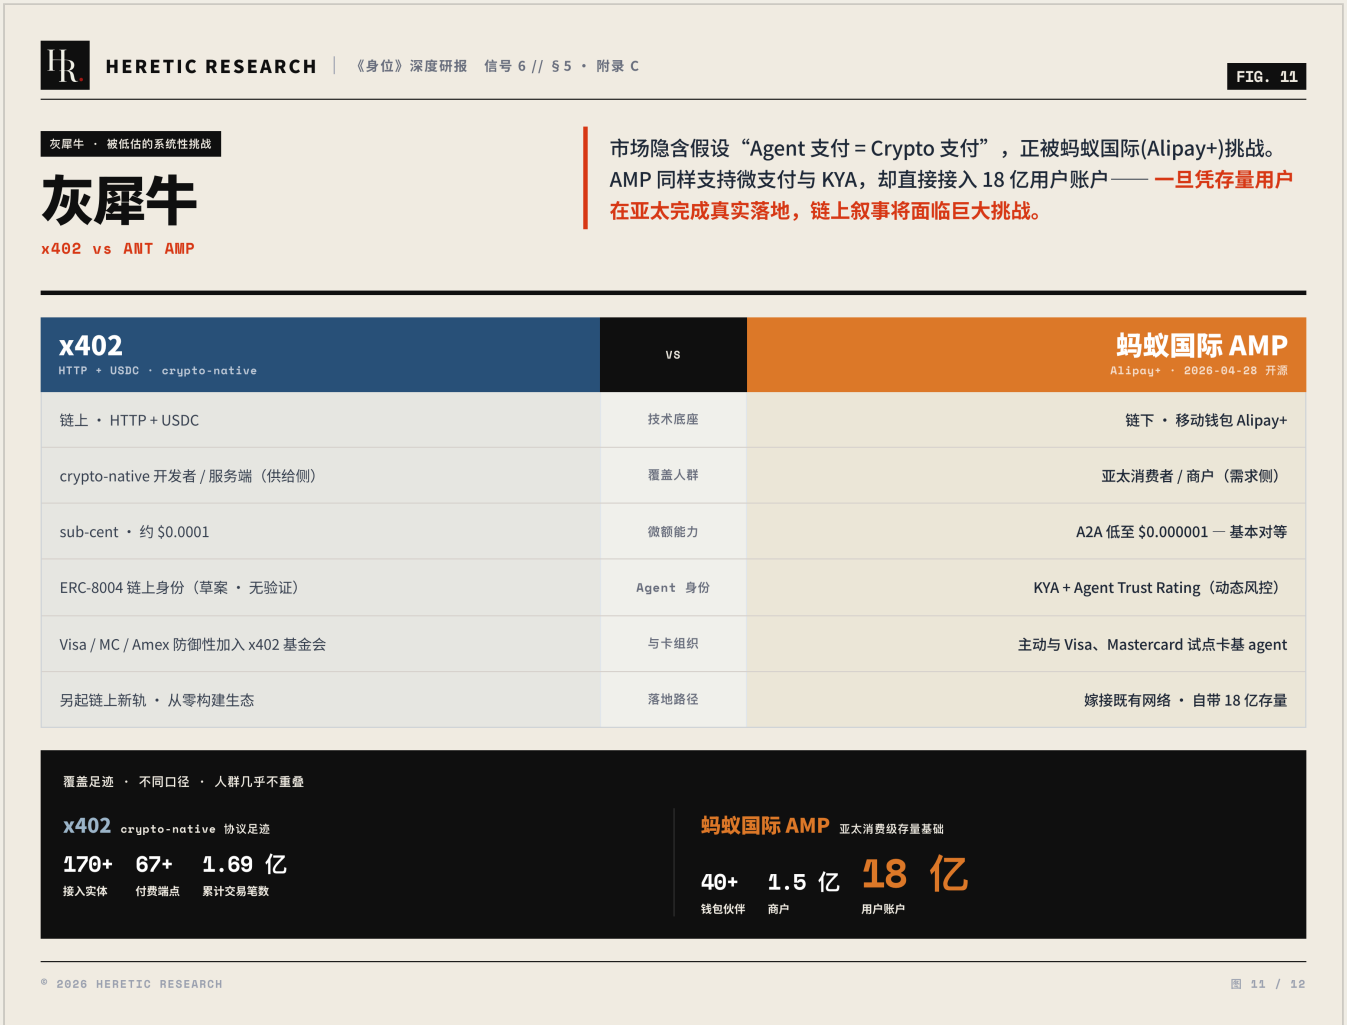 HR.
HERETIC RESEARCH
《身位》深度研报 信号 6 // §5 · 附录 C
FIG. 11
灰犀牛 · 被低估的系统性挑战
灰犀牛
x402 vs ANT AMP
市场隐含假设“Agent 支付 = Crypto 支付”，正被蚂蚁国际(Alipay+)挑战。
AMP 同样支持微支付与 KYA，却直接接入 18 亿用户账户—— 一旦凭存量用户
在亚太完成真实落地，链上叙事将面临巨大挑战。
x402
HTTP + USDC · crypto-native
VS
蚂蚁国际 AMP
Alipay+ · 2026-04-28 开源
链上 · HTTP + USDC
技术底座
链下 · 移动钱包 Alipay+
crypto-native 开发者 / 服务端（供给侧）
覆盖人群
亚太消费者 / 商户（需求侧）
sub-cent · 约 $0.0001
微额能力
A2A 低至 $0.000001 — 基本对等
ERC-8004 链上身份（草案 · 无验证）
Agent 身份
KYA + Agent Trust Rating（动态风控）
Visa / MC / Amex 防御性加入 x402 基金会
与卡组织
主动与 Visa、Mastercard 试点卡基 agent
另起链上新轨 · 从零构建生态
落地路径
嫁接既有网络 · 自带 18 亿存量
覆盖足迹 · 不同口径 · 人群几乎不重叠
x402 crypto-native 协议足迹
170+ 67+ 1.69 亿
接入实体 付费端点 累计交易笔数
蚂蚁国际 AMP 亚太消费级存量基础
40+ 1.5 亿 18 亿
钱包伙伴 商户 用户账户
© 2026 HERETIC RESEARCH
图 11 / 12